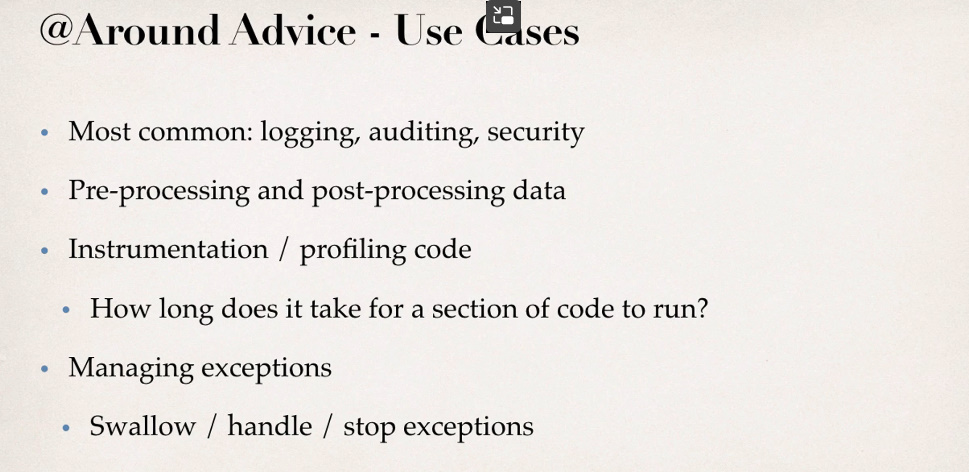 @Around Advice - Use Cases
• Most common: logging, auditing, security
• Pre-processing and post-processing data
• Instrumentation / profiling code
• How long does it take for a section of code to run?
• Managing exceptions
• Swallow / handle / stop exceptions